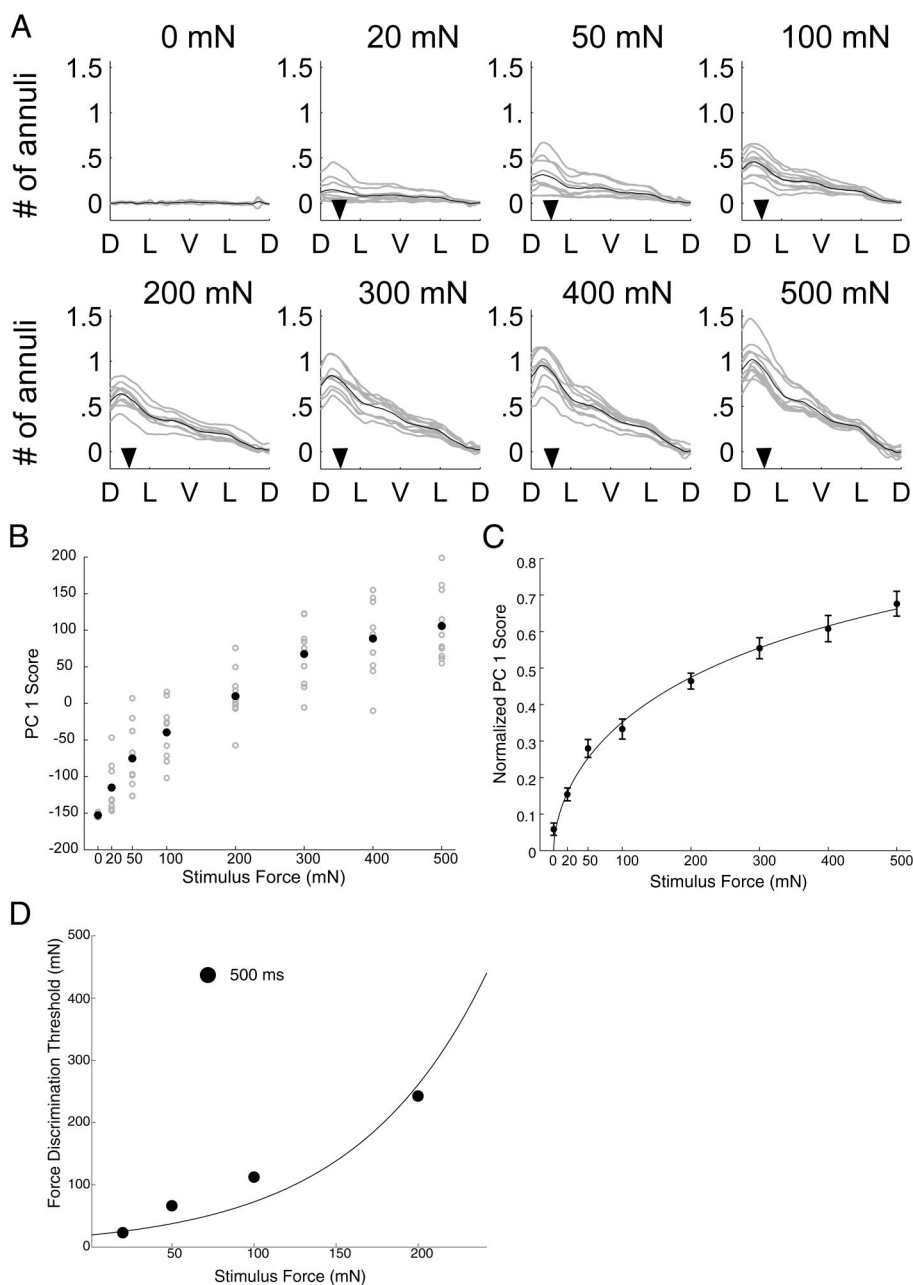 A
0 mN 20 mN 50 mN 100 mN
# of annuli
1.5 1.5 1.5 1.5
1 1 1. 1.0
.5 .5 .5 .5
0 0 0 0
D L V L D D L V L D D L V L D D L V L D
200 mN 300 mN 400 mN 500 mN
# of annuli
1.5 1.5 1.5 1.5
1 1 1 1
.5 .5 .5 .5
0 0 0 0
D L V L D D L V L D D L V L D D L V L D
B
PC 1 Score
200
150
100
50
0
-50
-100
-150
-200
0 20 50 100 200 300 400 500
Stimulus Force (mN)
C
Normalized PC 1 Score
0.8
0.7
0.6
0.5
0.4
0.3
0.2
0.1
0
0 20 50 100 200 300 400 500
Stimulus Force (mN)
D
Force Discrimination Threshold (mN)
500
400
300
200
100
0
500 ms
50 100 150 200
Stimulus Force (mN)